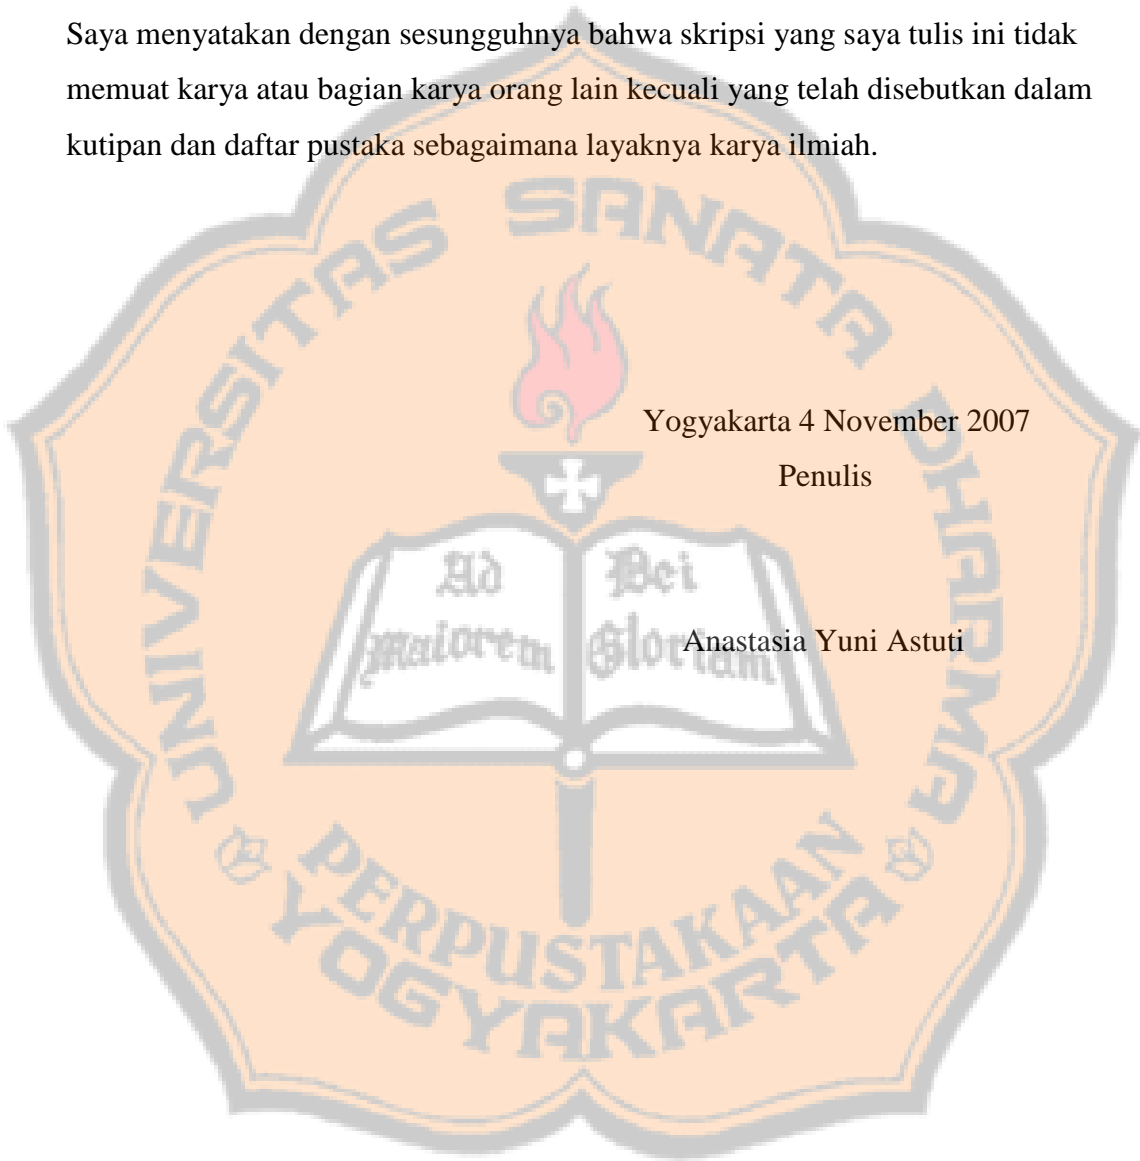 Saya menyatakan dengan sesungguhnya bahwa skripsi yang saya tulis ini tidak
memuat karya atau bagian karya orang lain kecuali yang telah disebutkan dalam
kutipan dan daftar pustaka sebagaimana layaknya karya ilmiah.
UNIVERSITAS SANATA DHARMA
Yogyakarta 4 November 2007
Penulis
Ad Dei
maiorem Gloriam
Anastasia Yuni Astuti
PERPUSTAKAAN
YOGYAKARTA